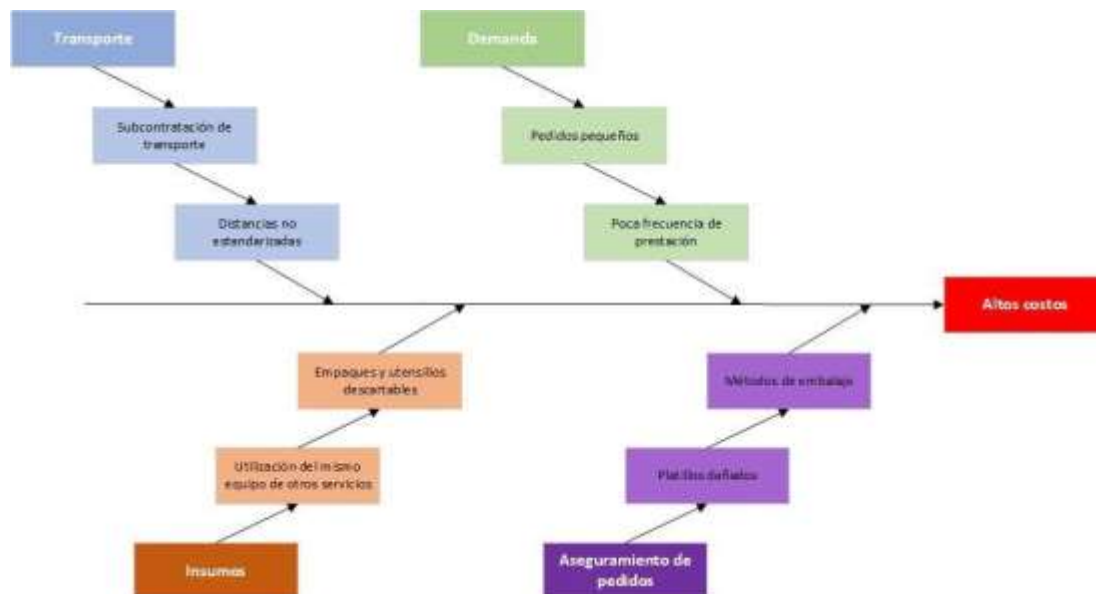 Transporte
Demanda
Subcontratación de
transporte
Pedidos pequeños
Distancias no
estandarizadas
Poca frecuencia de
prestación
Altos costos
Empaques y utensilios
descartables
Métodos de embalaje
Utilización del mismo
equipo de otros servicios
Platillos dañados
Insumos
Aseguramiento de
pedidos